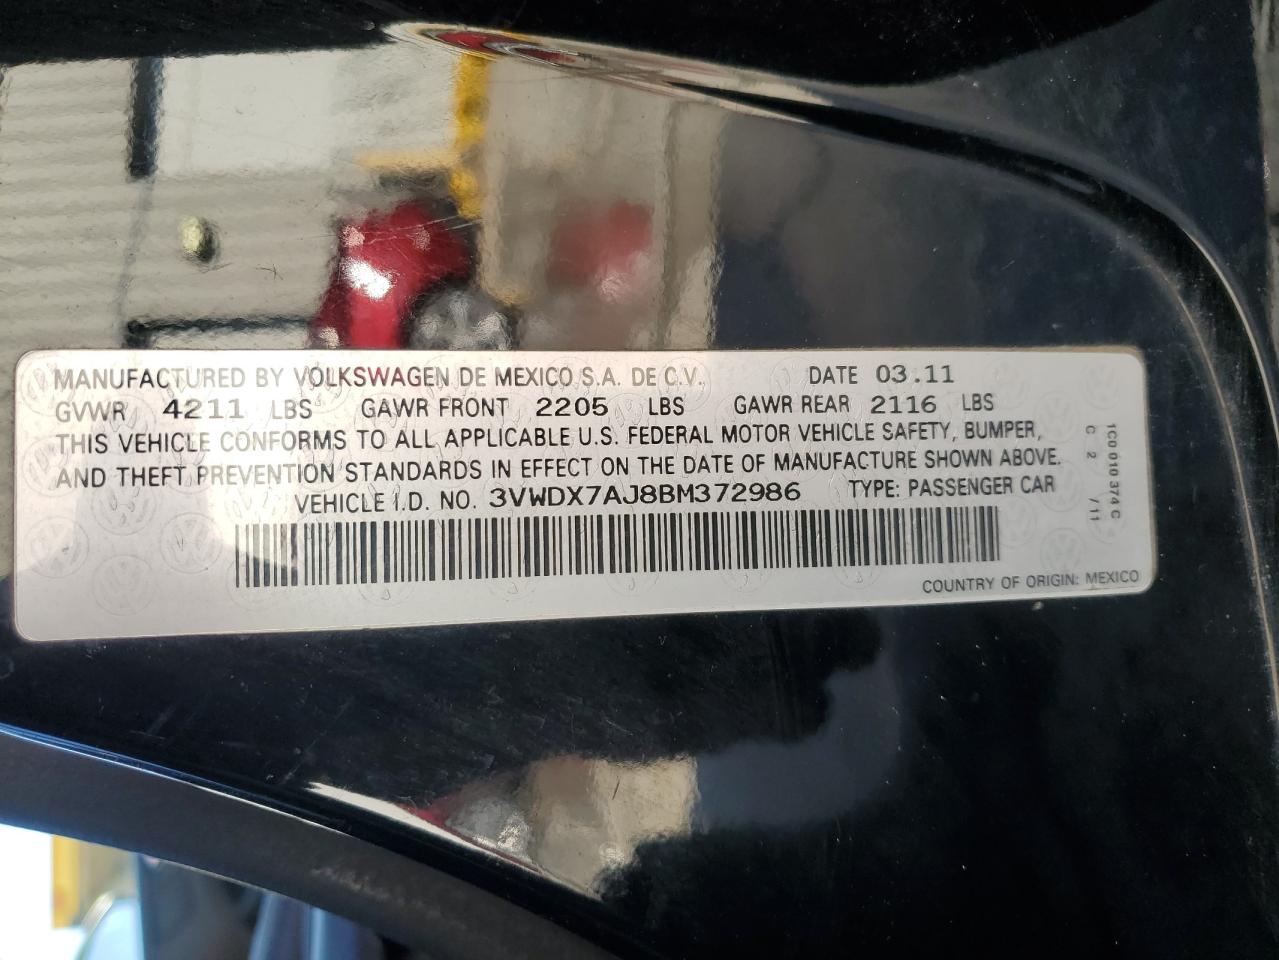 MANUFACTURED BY VOLKSWAGEN DE MEXICO S.A. DE C.V. DATE 03.11
GVWR 4211 LBS GAWR FRONT 2205 LBS GAWR REAR 2116 LBS
THIS VEHICLE CONFORMS TO ALL APPLICABLE U.S. FEDERAL MOTOR VEHICLE SAFETY, BUMPER,
AND THEFT PREVENTION STANDARDS IN EFFECT ON THE DATE OF MANUFACTURE SHOWN ABOVE.
VEHICLE I.D. NO. 3VWDX7AJ8BM372986 TYPE: PASSENGER CAR
COUNTRY OF ORIGIN: MEXICO
1C0 010 374 C
C 2 /11